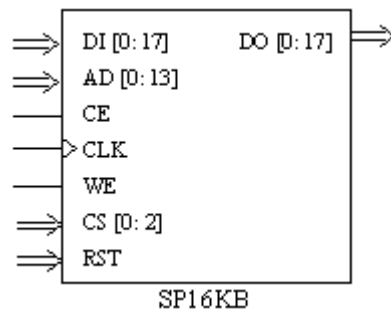 DI [0:17] DO [0:17]
AD [0:13]
CE
CLK
WE
CS [0:2]
RST
SP16KB